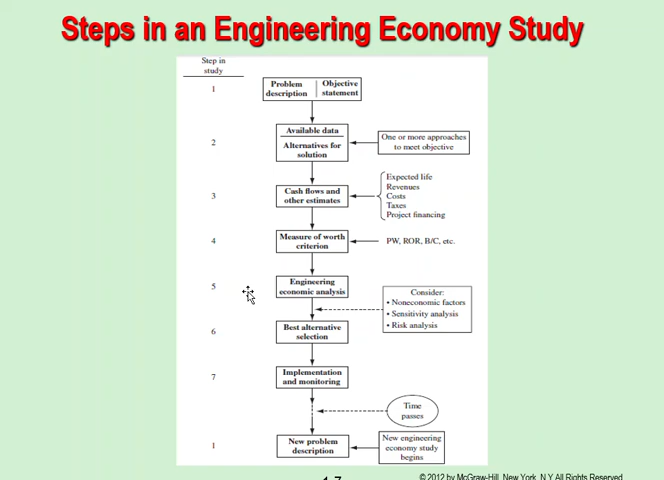 Steps in an Engineering Economy Study
Step in
study
1
Problem
description
Objective
statement
2
Available data
Alternatives for
solution
One or more approaches
to meet objective
3
Cash flows and
other estimates
Expected life
Revenues
Costs
Taxes
Project financing
4
Measure of worth
criterion
PW, ROR, B/C, etc.
5
Engineering
economic analysis
Consider:
• Noneconomic factors
• Sensitivity analysis
• Risk analysis
6
Best alternative
selection
7
Implementation
and monitoring
Time
passes
1
New problem
description
New engineering
economy study
begins
1-7
© 2012 by McGraw-Hill, New York, N.Y All Rights Reserved